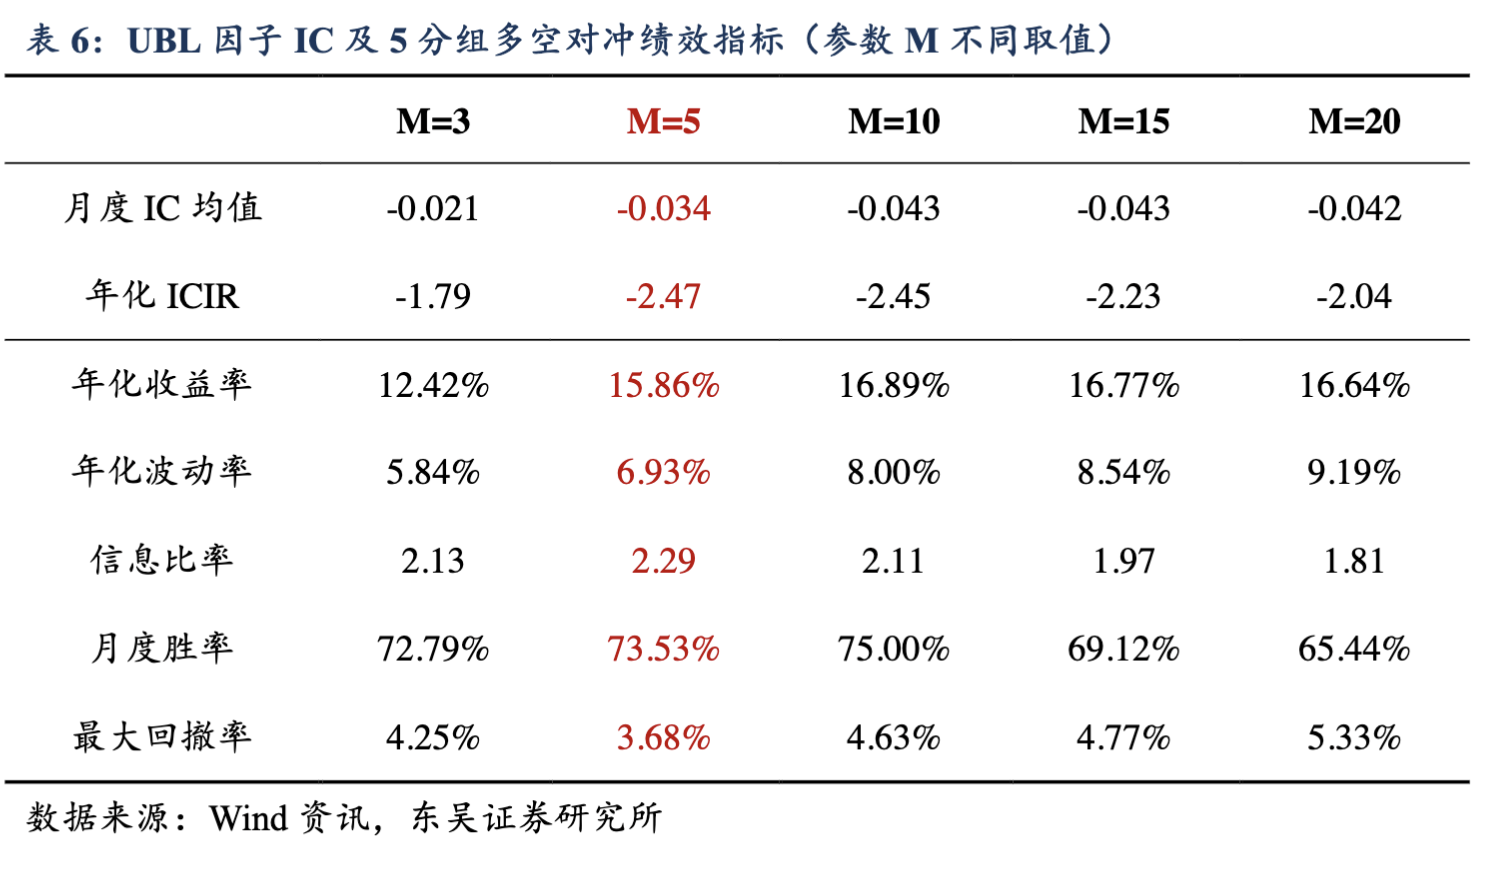 表 6：UBL 因子 IC 及 5 分组多空对冲绩效指标（参数 M 不同取值）
M=3 M=5 M=10 M=15 M=20
月度 IC 均值 -0.021 -0.034 -0.043 -0.043 -0.042
年化 ICIR -1.79 -2.47 -2.45 -2.23 -2.04
年化收益率 12.42% 15.86% 16.89% 16.77% 16.64%
年化波动率 5.84% 6.93% 8.00% 8.54% 9.19%
信息比率 2.13 2.29 2.11 1.97 1.81
月度胜率 72.79% 73.53% 75.00% 69.12% 65.44%
最大回撤率 4.25% 3.68% 4.63% 4.77% 5.33%
数据来源：Wind 资讯，东吴证券研究所